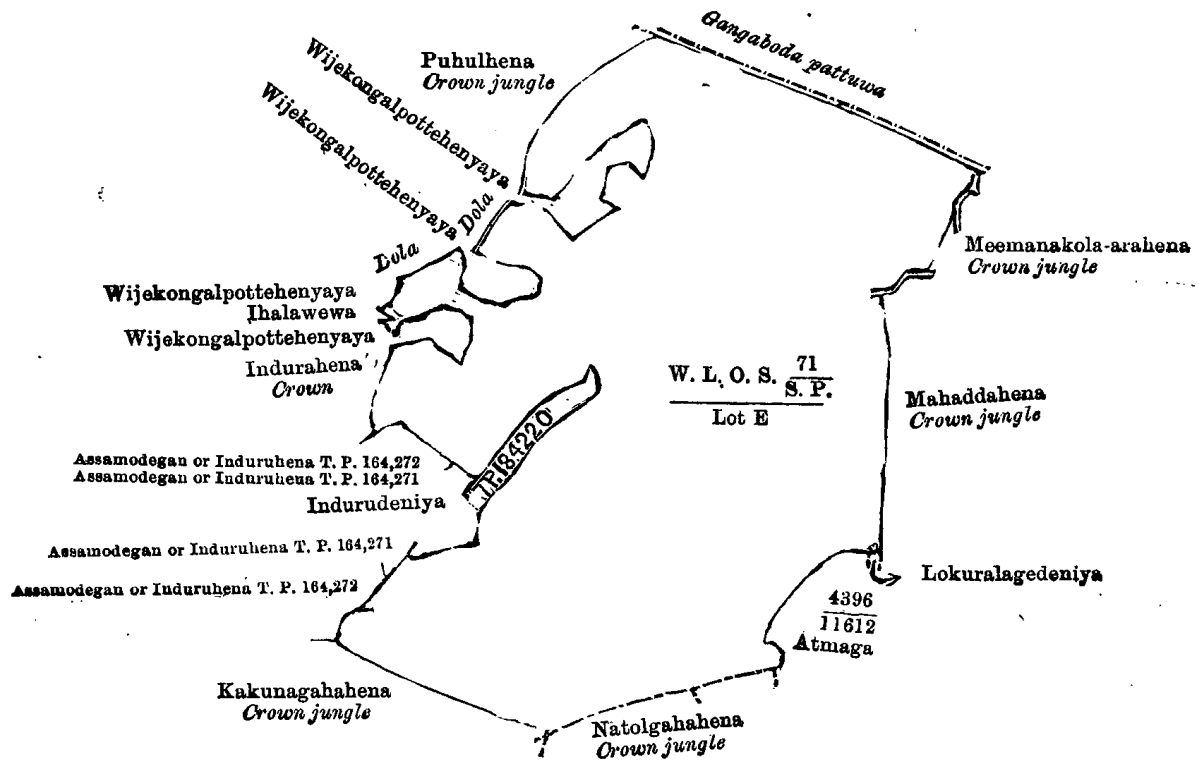 Gangaboda pattuwa
Puhulhena
Crown jungle
Wijekongalpottehenyaya
Wijekongalpottehenyaya
Dola
Dola
Meemanakola-arahena
Crown jungle
Wijekongalpottehenyaya
Ihalawewa
Wijekongalpottehenyaya
Indurahena
Crown
W. L. O. S. 71
S. P.
Lot E
Mahaddahena
Crown jungle
T.P.184220
Assamodegan or Induruhena T. P. 164,272
Assamodegan or Induruhena T. P. 164,271
Indurudeniya
Assamodegan or Induruhena T. P. 164,271
Assamodegan or Induruhena T. P. 164,272
Lokuralagedeniya
4396
11612
Atmaga
Kakunagahahena
Crown jungle
Natolgahahena
Crown jungle